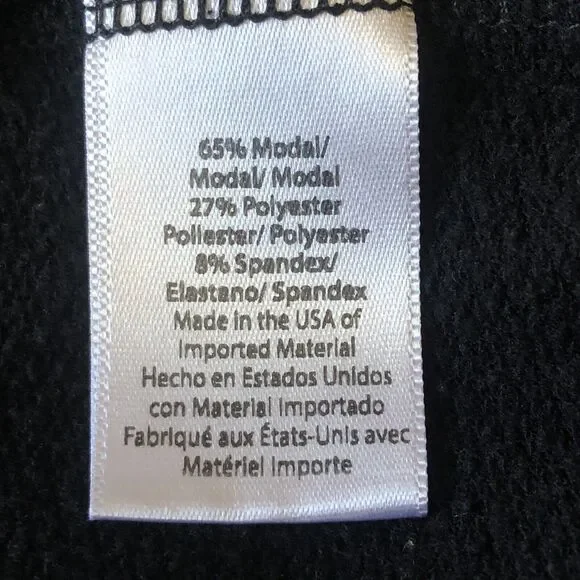 65% Modal/
Modal/ Modal
27% Polyester
Poliester/ Polyester
8% Spandex/
Elastano/ Spandex
Made in the USA of
Imported Material
Hecho en Estados Unidos
con Material Importado
Fabriqué aux États-Unis avec
Matériel Importe